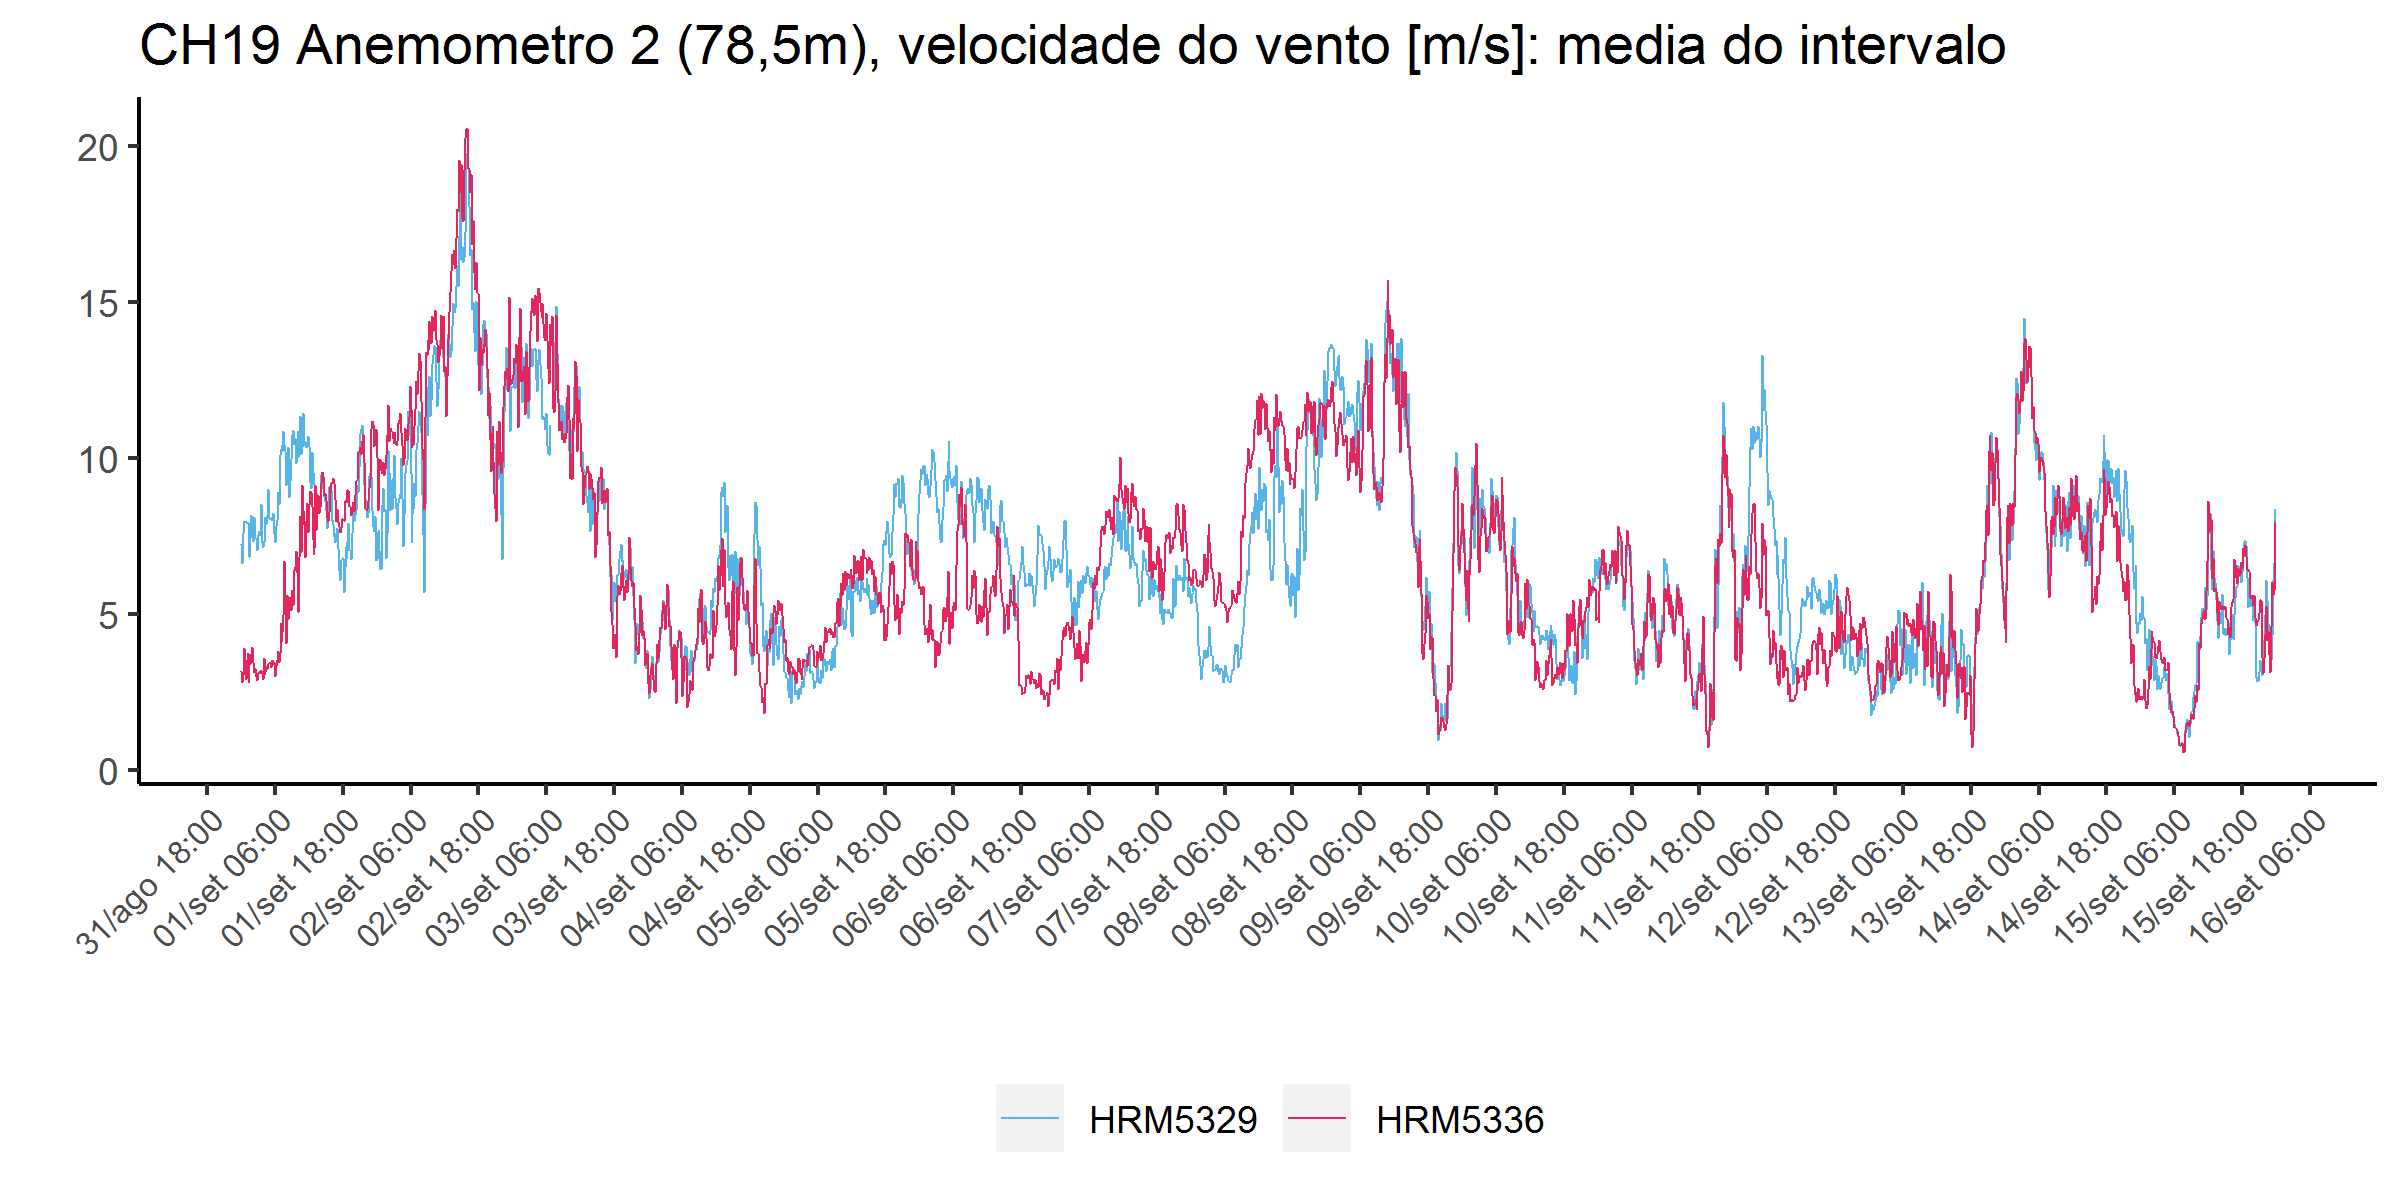 CH19 Anemometro 2 (78,5m), velocidade do vento [m/s]: media do intervalo
20
15
10
5
0
31/ago 18:00
01/set 06:00
01/set 18:00
02/set 06:00
02/set 18:00
03/set 06:00
03/set 18:00
04/set 06:00
04/set 18:00
05/set 06:00
05/set 18:00
06/set 06:00
06/set 18:00
07/set 06:00
07/set 18:00
08/set 06:00
08/set 18:00
09/set 06:00
09/set 18:00
10/set 06:00
10/set 18:00
11/set 06:00
11/set 18:00
12/set 06:00
12/set 18:00
13/set 06:00
13/set 18:00
14/set 06:00
14/set 18:00
15/set 06:00
15/set 18:00
16/set 06:00
HRM5329
HRM5336